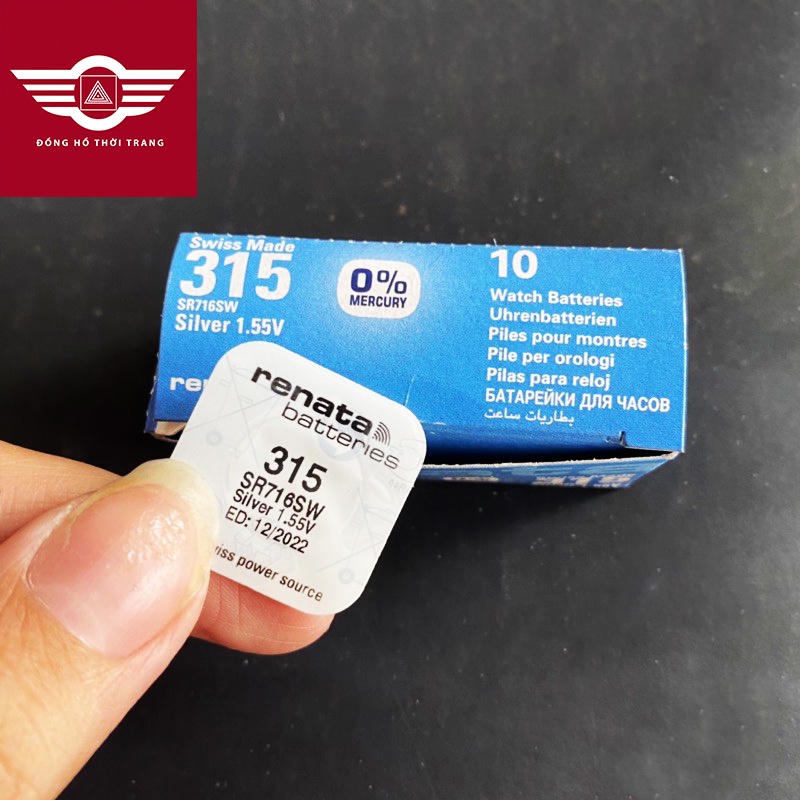 ĐỒNG HỒ THỜI TRANG
Swiss Made
315
SR716SW
Silver 1.55V
0%
MERCURY
10
Watch Batteries
Uhrenbatterien
Piles pour montres
Pile per orologi
Pilas para reloj
БАТАРЕЙКИ ДЛЯ ЧАСОВ
بطاريات ساعت
renata
batteries
315
SR716SW
Silver 1.55V
ED: 12/2022
power source